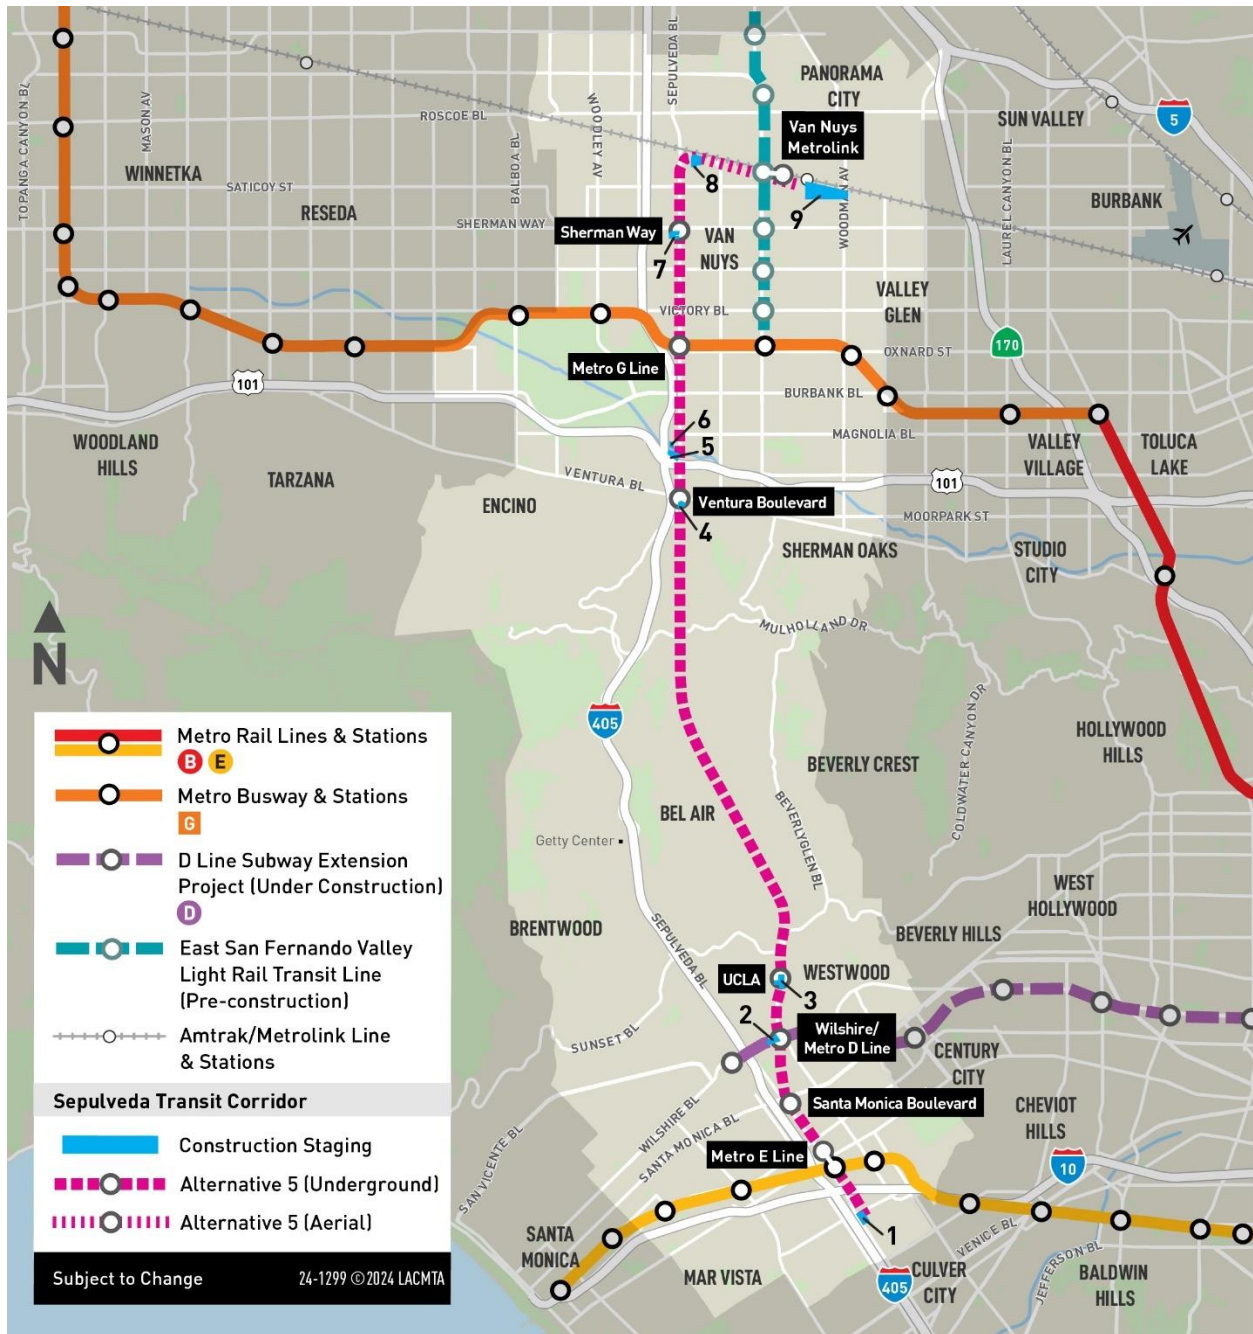 SEPULVEDA BL
PANORAMA
CITY
TOPANGA CANYON BL
MASON AV
WOODLEY AV
ROSCOE BL
BALBOA BL
Van Nuys
Metrolink
SUN VALLEY
5
WINNETKA
SATICOY ST
RESEDA
8
WOODMAN AV
LAUREL CANYON BL
BURBANK
9
SHERMAN WAY
Sherman Way
VAN
NUYS
7
VICTORY BL
VALLEY
GLEN
170
OXNARD ST
Metro G Line
101
BURBANK BL
6
MAGNOLIA BL
5
WOODLAND
HILLS
TARZANA
VENTURA BL
VALLEY
VILLAGE
TOLUCA
LAKE
101
ENCINO
Ventura Boulevard
MOORPARK ST
4
SHERMAN OAKS
STUDIO
CITY
MULHOLLAND DR
N
405
COLDWATER CANYON DR
HOLLYWOOD
HILLS
BEVERLY CREST
BEL AIR
BEVERLYGLEN BL
Getty Center
WEST
HOLLYWOOD
BRENTWOOD
SEPULVEDA BL
BEVERLY HILLS
UCLA
WESTWOOD
3
2
Wilshire/
Metro D Line
SUNSET BL
CENTURY
CITY
Santa Monica Boulevard
WILSHIRE BL
SANTA MONICA BL
CHEVIOT
HILLS
SAN VICENTE BL
Metro E Line
10
1
SANTA
MONICA
VENICE BL
JEFFERSON BL
MAR VISTA
405
CULVER
CITY
BALDWIN
HILLS
Metro Rail Lines & Stations
B E
Metro Busway & Stations
G
D Line Subway Extension
Project (Under Construction)
D
East San Fernando Valley
Light Rail Transit Line
(Pre-construction)
Amtrak/Metrolink Line
& Stations
Sepulveda Transit Corridor
Construction Staging
Alternative 5 (Underground)
Alternative 5 (Aerial)
Subject to Change 24-1299 ©2024 LACMTA